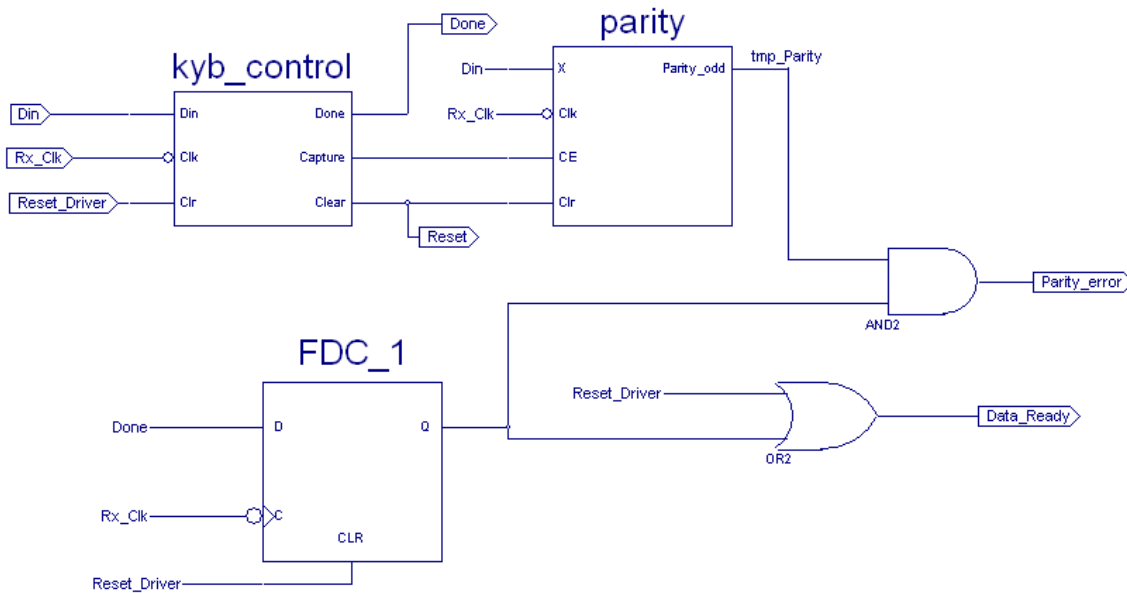 Done
parity
kyb_control
Din
X
Parity_odd
tmp_Parity
Din
Din
Done
Rx_Clk
Clk
Rx_Clk
Clk
Capture
CE
Reset_Driver
Clr
Clear
Clr
Reset
Parity_error
AND2
FDC_1
Reset_Driver
Data_Ready
Done
D
Q
OR2
Rx_Clk
C
CLR
Reset_Driver